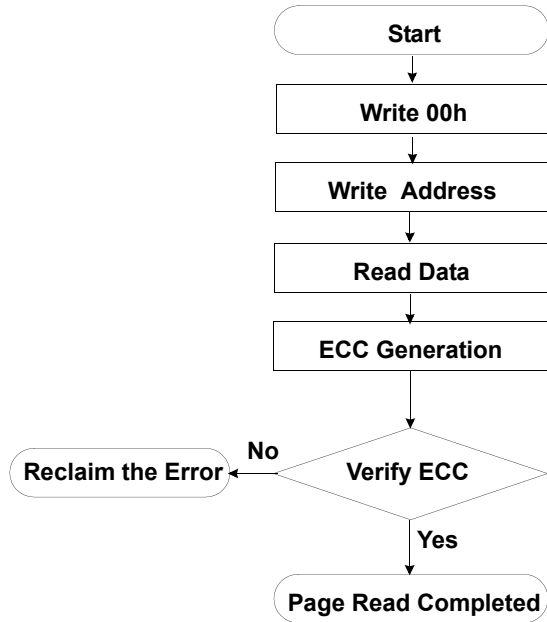 Start
Write 00h
Write Address
Read Data
ECC Generation
No
Reclaim the Error
Verify ECC
Yes
Page Read Completed